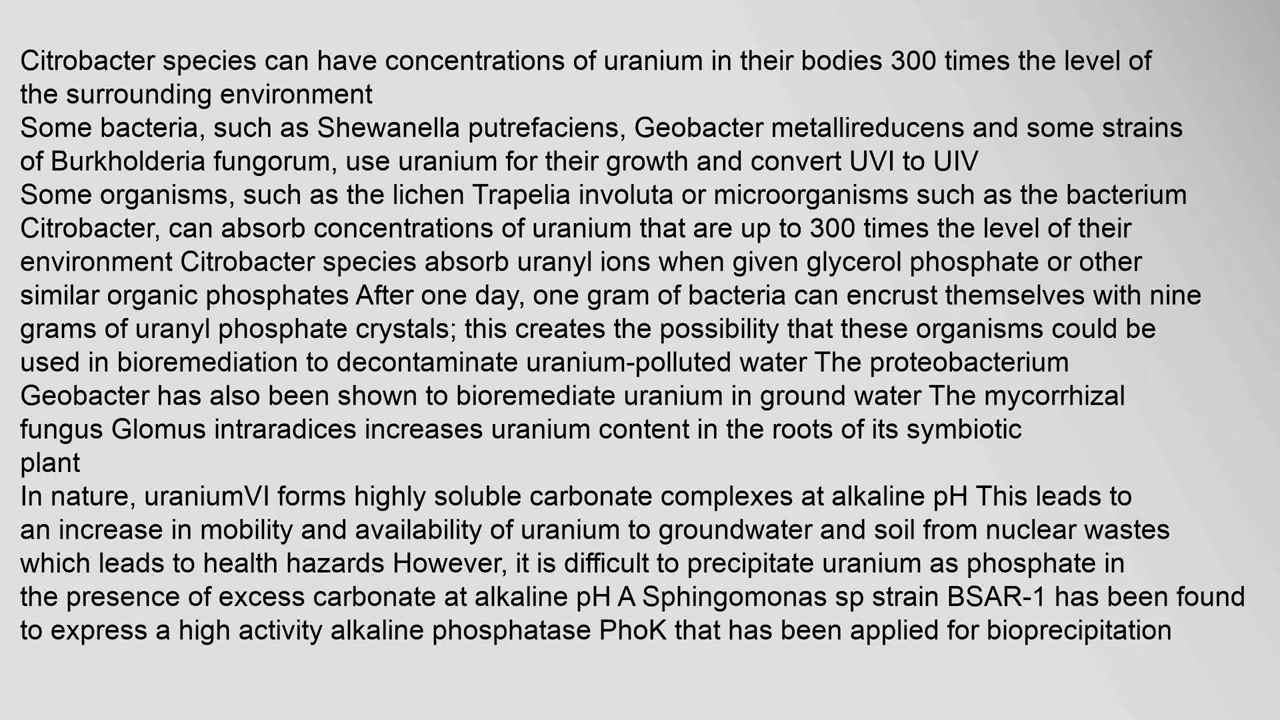 Citrobacter species can have concentrations of uranium in their bodies 300 times the level of
the surrounding environment
Some bacteria, such as Shewanella putrefaciens, Geobacter metallireducens and some strains
of Burkholderia fungorum, use uranium for their growth and convert UVI to UIV
Some organisms, such as the lichen Trapelia involuta or microorganisms such as the bacterium
Citrobacter, can absorb concentrations of uranium that are up to 300 times the level of their
environment Citrobacter species absorb uranyl ions when given glycerol phosphate or other
similar organic phosphates After one day, one gram of bacteria can encrust themselves with nine
grams of uranyl phosphate crystals; this creates the possibility that these organisms could be
used in bioremediation to decontaminate uranium-polluted water The proteobacterium
Geobacter has also been shown to bioremediate uranium in ground water The mycorrhizal
fungus Glomus intraradices increases uranium content in the roots of its symbiotic
plant
In nature, uraniumVI forms highly soluble carbonate complexes at alkaline pH This leads to
an increase in mobility and availability of uranium to groundwater and soil from nuclear wastes
which leads to health hazards However, it is difficult to precipitate uranium as phosphate in
the presence of excess carbonate at alkaline pH A Sphingomonas sp strain BSAR-1 has been found
to express a high activity alkaline phosphatase PhoK that has been applied for bioprecipitation